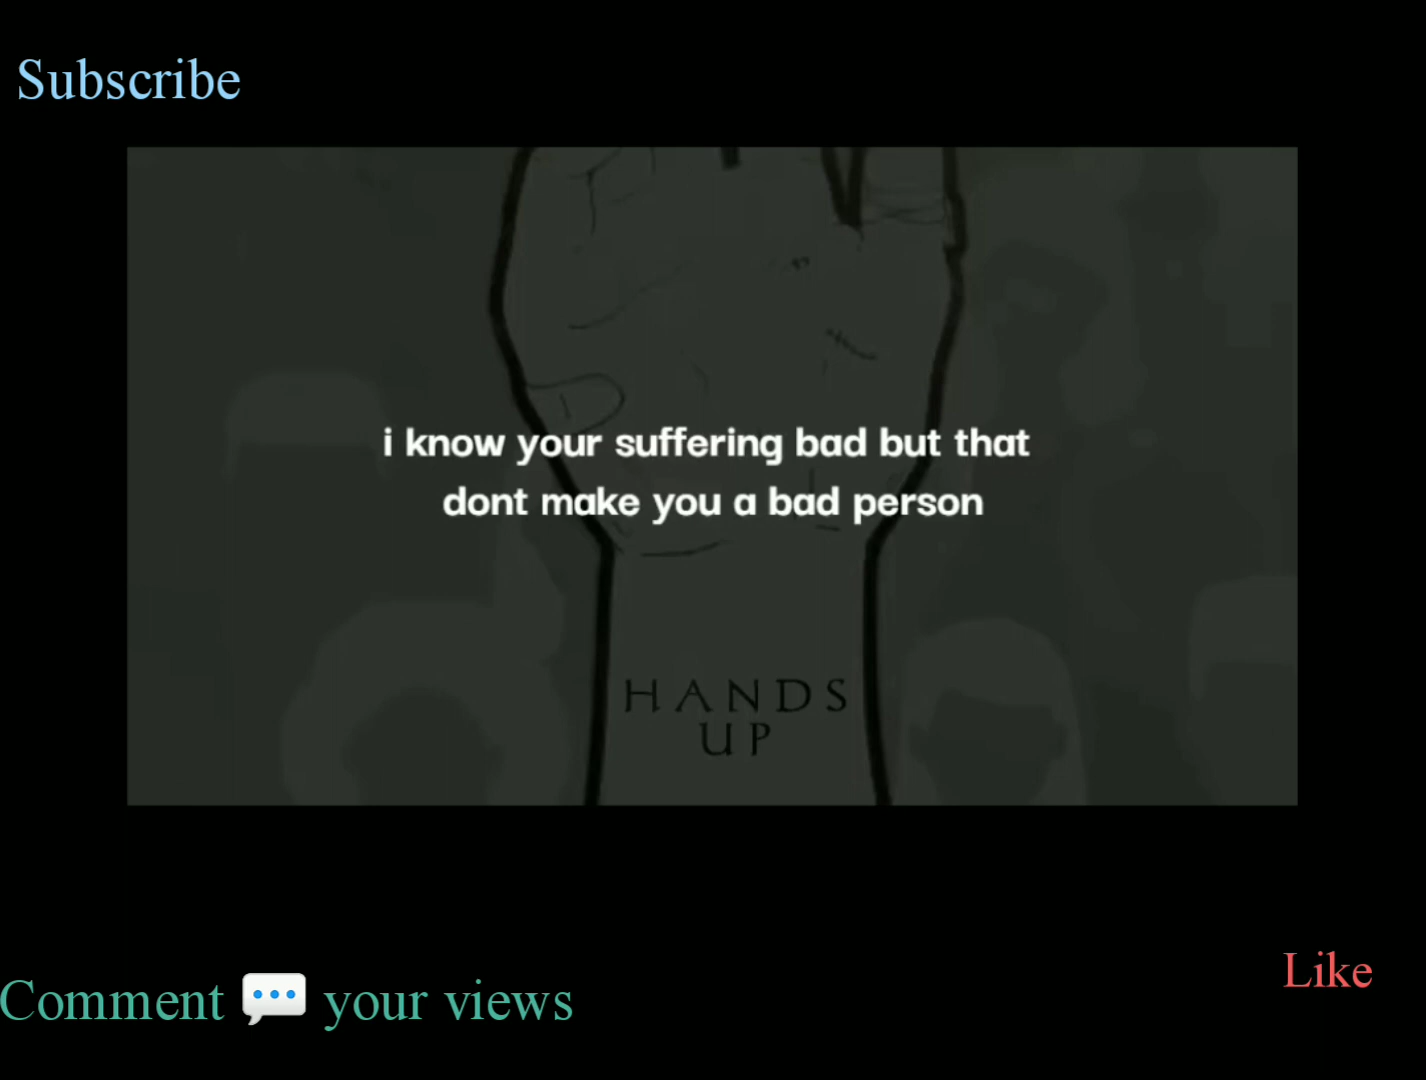 Subscribe
i know your suffering bad but that
dont make you a bad person
HANDS
UP
Comment 💬 your views
Like